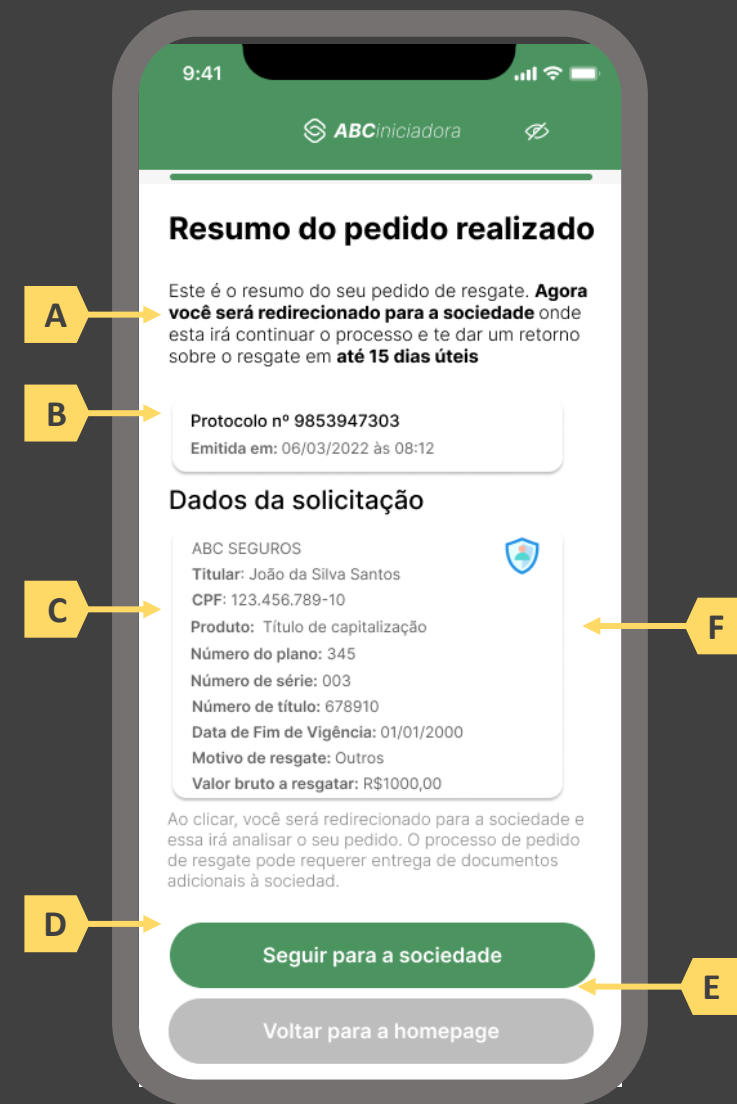 9:41
ABCiniciadora
Resumo do pedido realizado
A
Este é o resumo do seu pedido de resgate. Agora
você será redirecionado para a sociedade onde
esta irá continuar o processo e te dar um retorno
sobre o resgate em até 15 dias úteis
B
Protocolo nº 9853947303
Emitida em: 06/03/2022 às 08:12
Dados da solicitação
C
ABC SEGUROS
Titular: João da Silva Santos
CPF: 123.456.789-10
Produto: Título de capitalização
F
Número do plano: 345
Número de série: 003
Número de título: 678910
Data de Fim de Vigência: 01/01/2000
Motivo de resgate: Outros
Valor bruto a resgatar: R$1000,00
Ao clicar, você será redirecionado para a sociedade e
essa irá analisar o seu pedido. O processo de pedido
de resgate pode requerer entrega de documentos
adicionais à sociedad.
D
Seguir para a sociedade
E
Voltar para a homepage